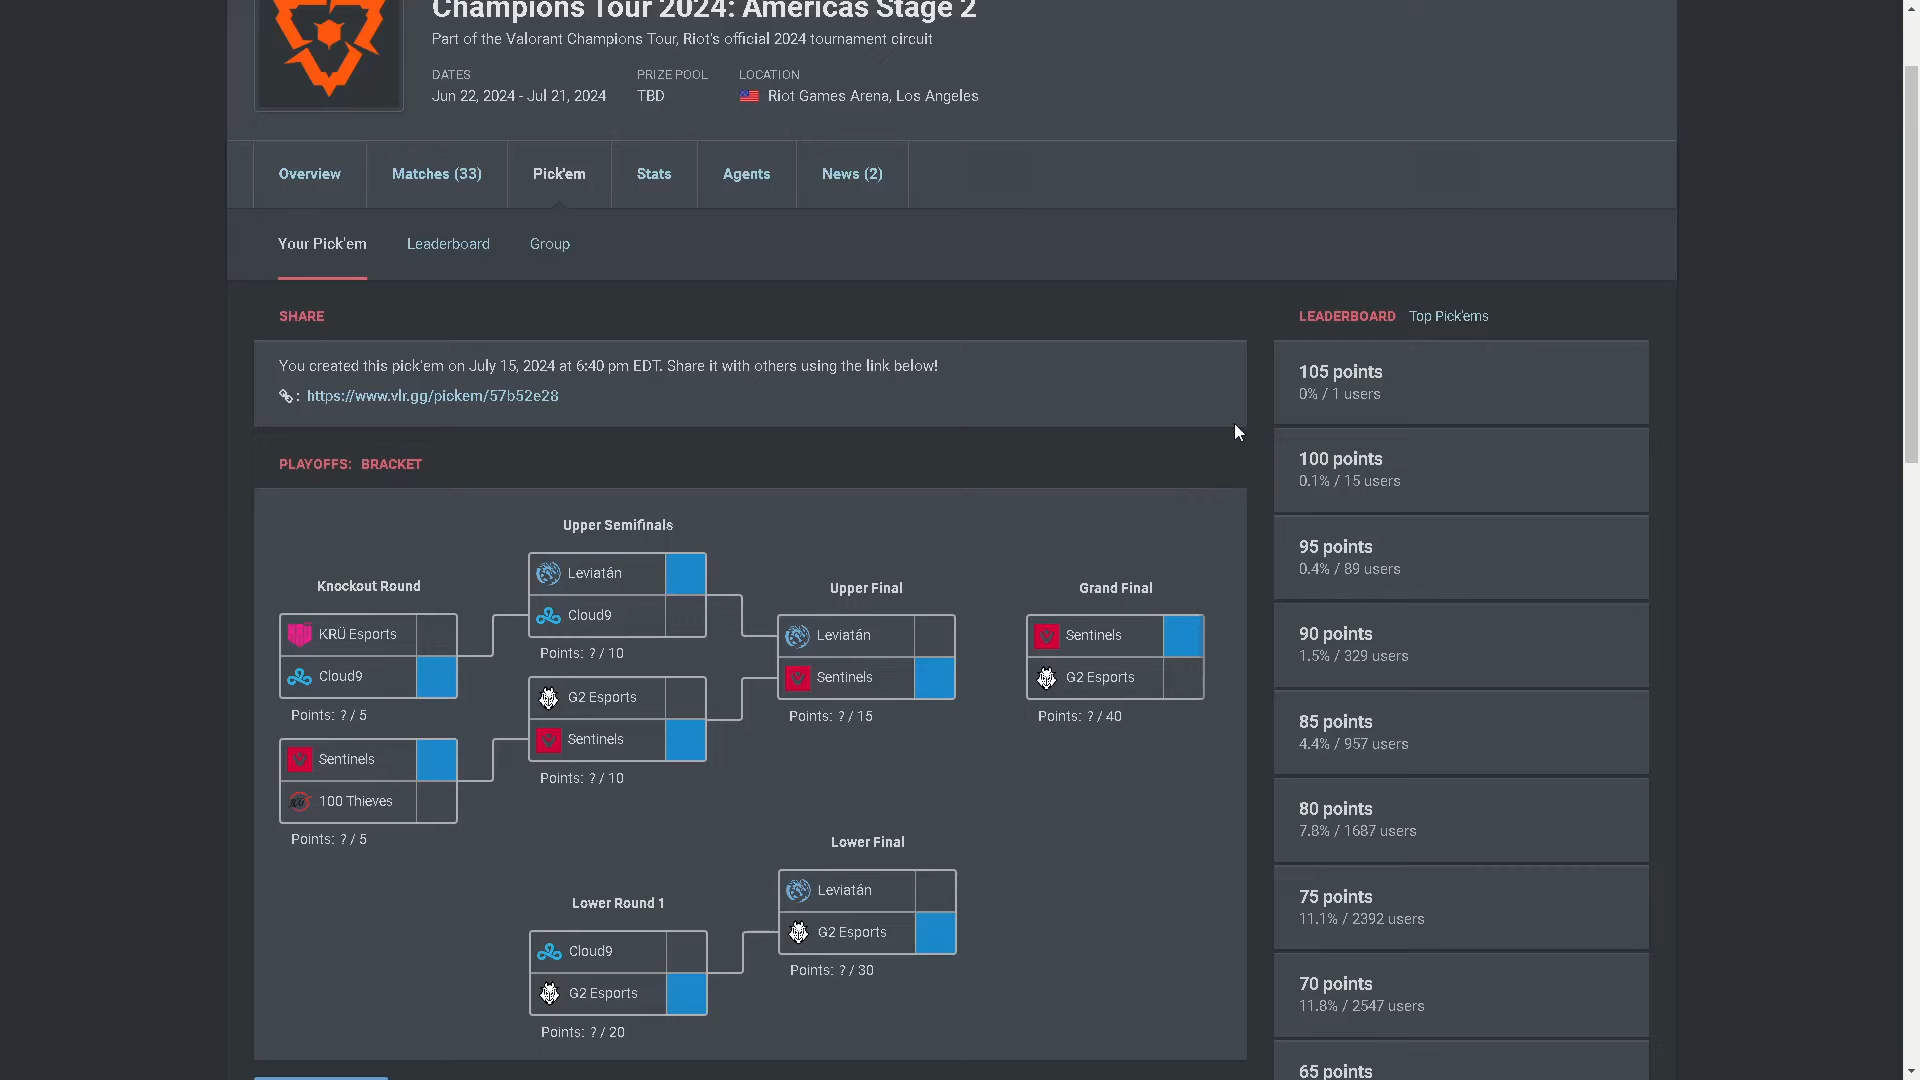 Champions Tour 2024: Americas Stage 2
Part of the Valorant Champions Tour, Riot's official 2024 tournament circuit
DATES
Jun 22, 2024 - Jul 21, 2024
PRIZE POOL
TBD
LOCATION
Riot Games Arena, Los Angeles
Overview
Matches (33)
Pick'em
Stats
Agents
News (2)
Your Pick'em
Leaderboard
Group
SHARE
You created this pick'em on July 15, 2024 at 6:40 pm EDT. Share it with others using the link below!
: https://www.vlr.gg/pickem/57b52e28
PLAYOFFS: BRACKET
Knockout Round
KRÜ Esports
Cloud9
Points: ? / 5
Sentinels
100 Thieves
Points: ? / 5
Upper Semifinals
Leviatán
Cloud9
Points: ? / 10
G2 Esports
Sentinels
Points: ? / 10
Upper Final
Leviatán
Sentinels
Points: ? / 15
Grand Final
Sentinels
G2 Esports
Points: ? / 40
Lower Round 1
Cloud9
G2 Esports
Points: ? / 20
Lower Final
Leviatán
G2 Esports
Points: ? / 30
LEADERBOARD Top Pick'ems
105 points
0% / 1 users
100 points
0.1% / 15 users
95 points
0.4% / 89 users
90 points
1.5% / 329 users
85 points
4.4% / 957 users
80 points
7.8% / 1687 users
75 points
11.1% / 2392 users
70 points
11.8% / 2547 users
65 points